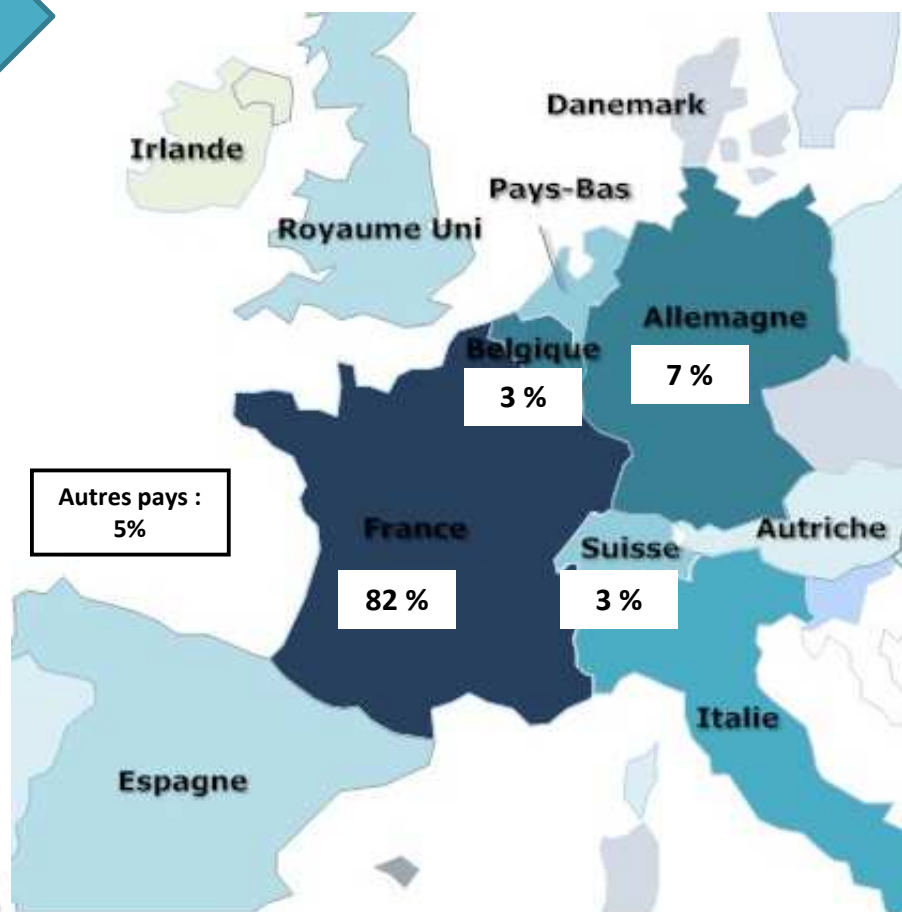 Danemark
Irlande
Pays-Bas
Royaume Uni
Allemagne
Belgique
7 %
3 %
Autres pays :
5%
France
Suisse
Autriche
82 %
3 %
Italie
Espagne